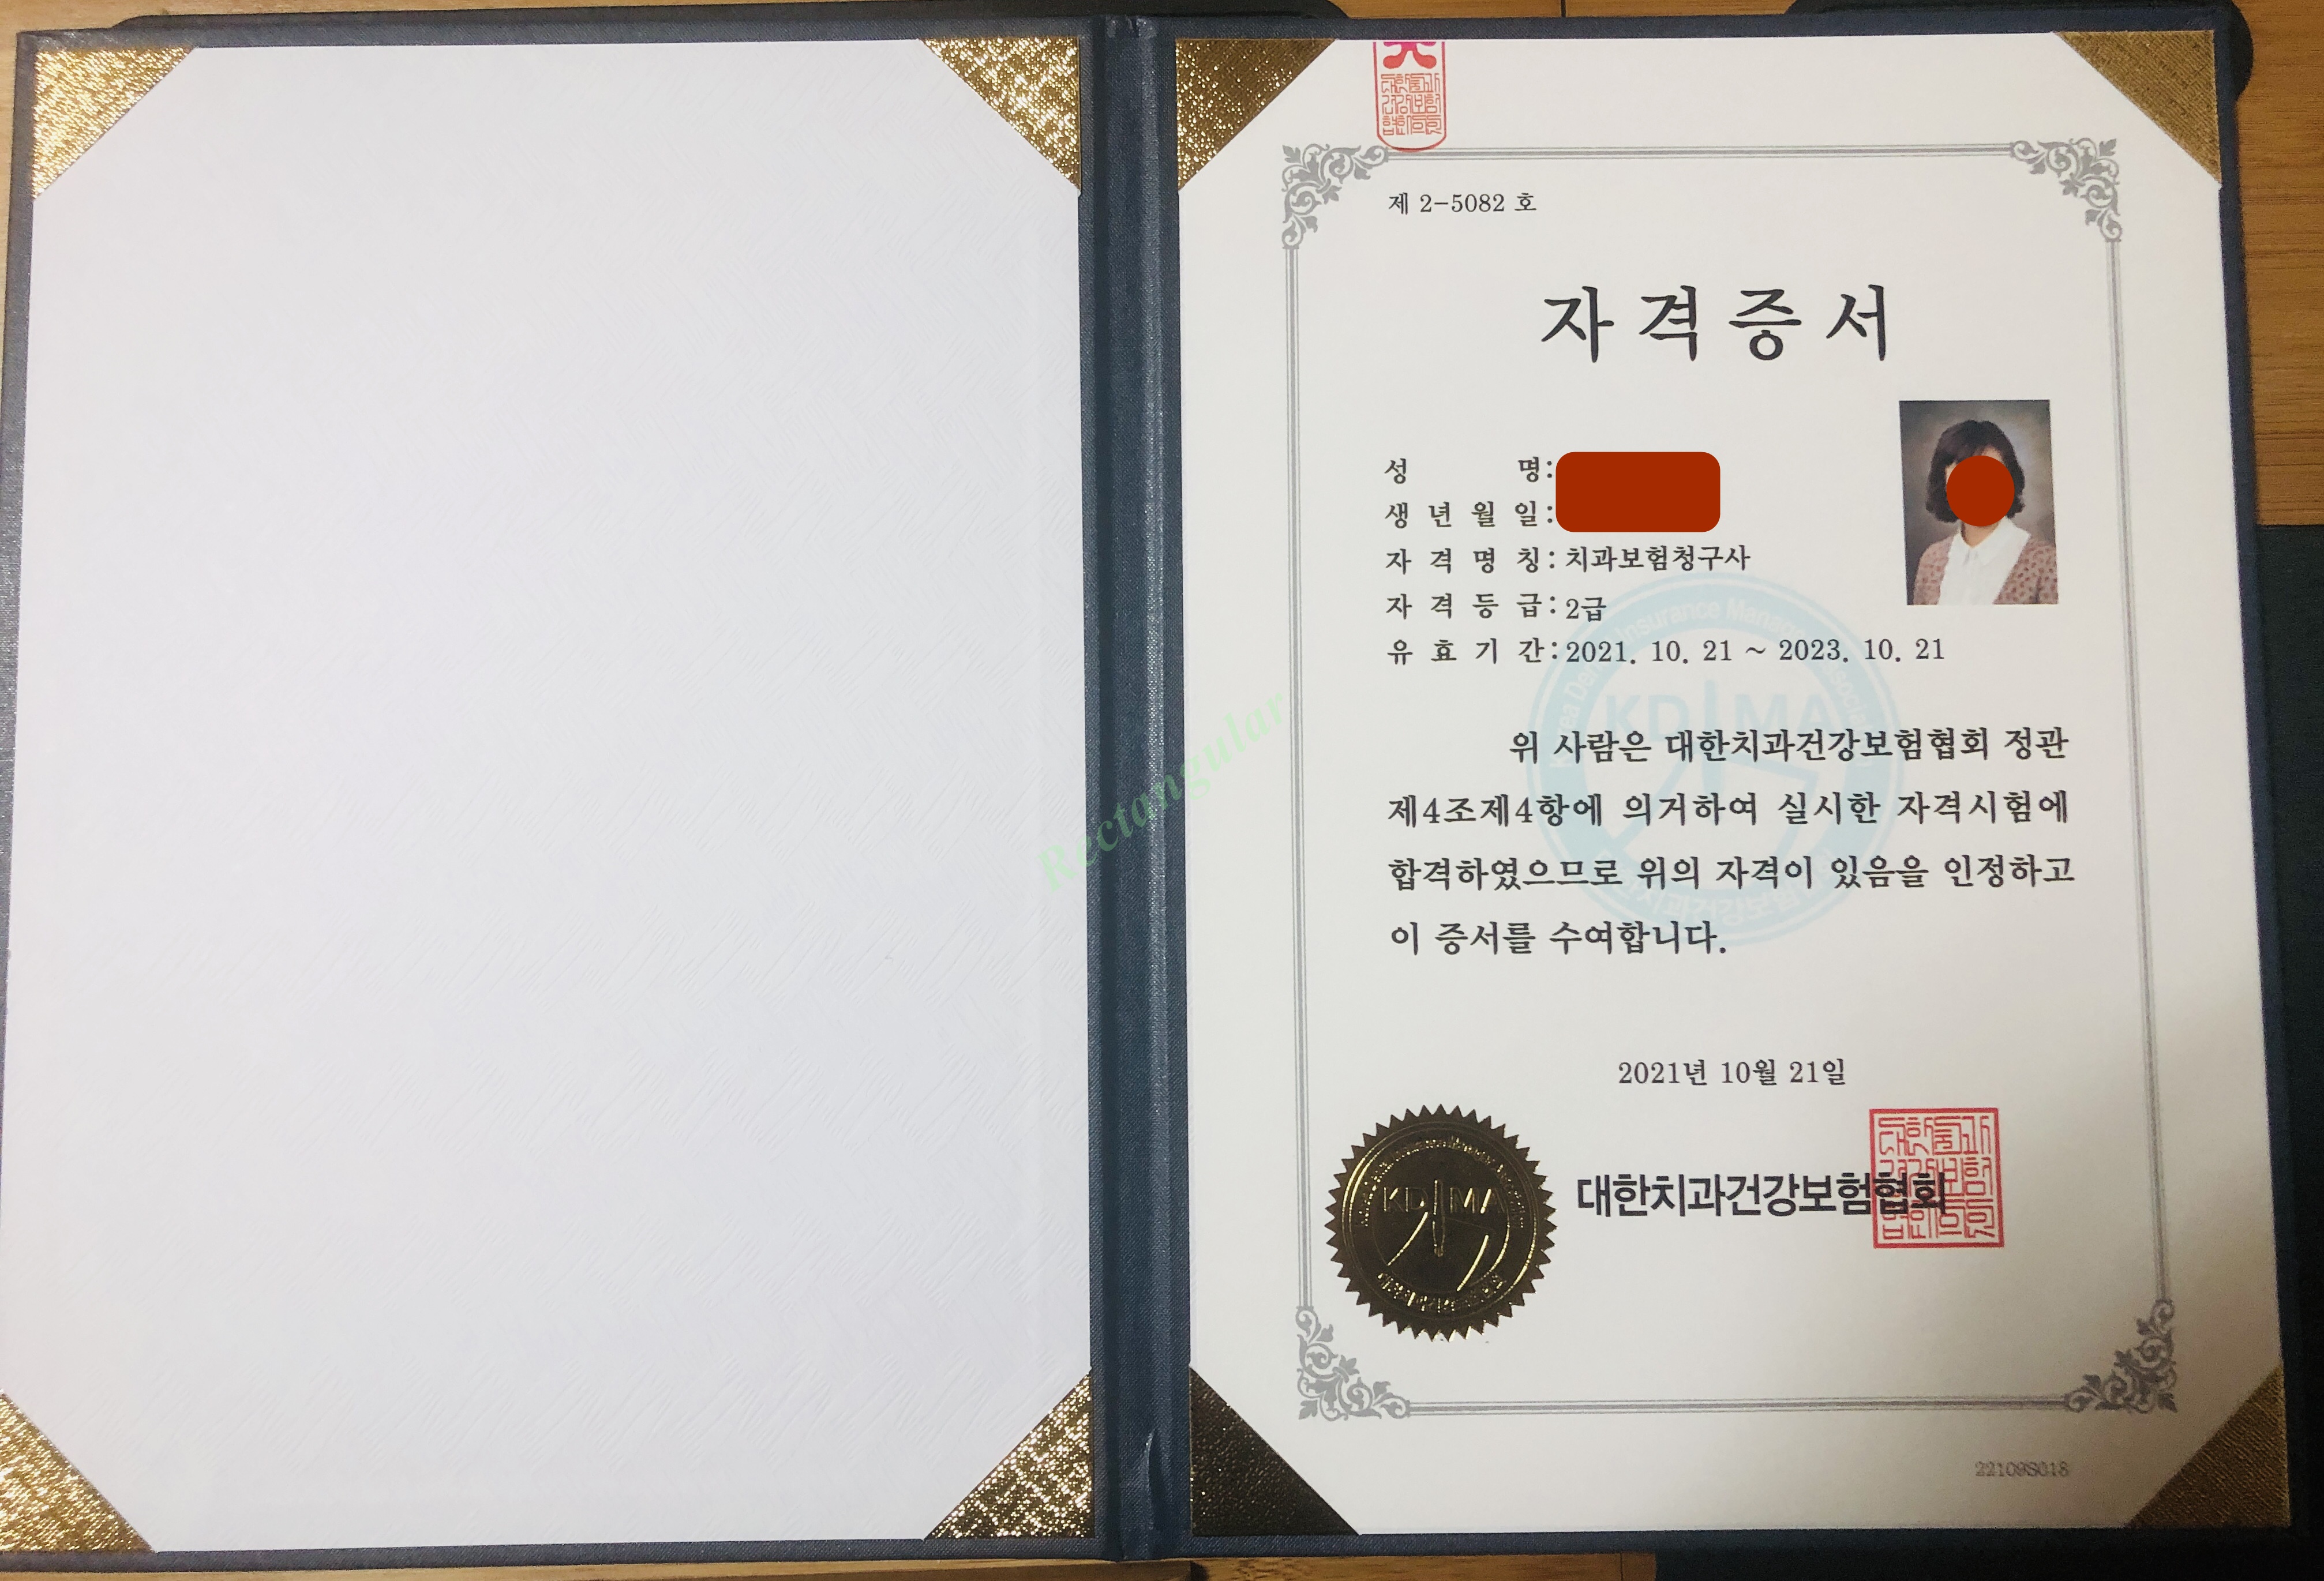 제 2-5082 호
자격증서
성 명:
생년월일:
자격명칭: 치과보험청구사
자격등급: 2급
유효기간: 2021. 10. 21 ~ 2023. 10. 21
위 사람은 대한치과건강보험협회 정관
제4조제4항에 의거하여 실시한 자격시험에
합격하였으므로 위의 자격이 있음을 인정하고
이 증서를 수여합니다.
2021년 10월 21일
대한치과건강보험협회
KDIMA
KDIMA
22109S018
Rectangular